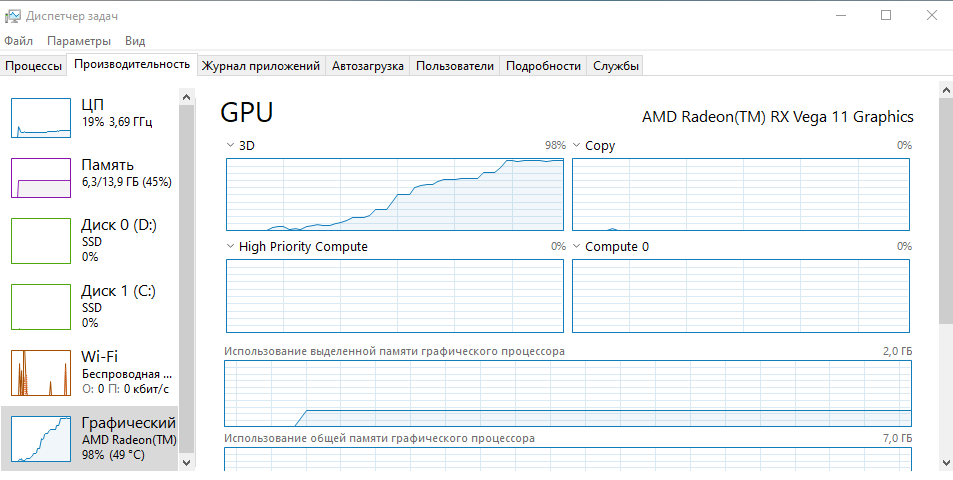 Диспетчер задач
Файл Параметры Вид
Процессы Производительность Журнал приложений Автозагрузка Пользователи Подробности Службы
ЦП
19% 3,69 ГГц
Память
6,3/13,9 ГБ (45%)
Диск 0 (D:)
SSD
0%
Диск 1 (C:)
SSD
0%
Wi-Fi
Беспроводная ...
О: 0 П: 0 кбит/с
Графический
AMD Radeon(TM)
98% (49 °C)
GPU
AMD Radeon(TM) RX Vega 11 Graphics
3D 98%
Copy 0%
High Priority Compute 0%
Compute 0 0%
Использование выделенной памяти графического процессора 2,0 ГБ
Использование общей памяти графического процессора 7,0 ГБ